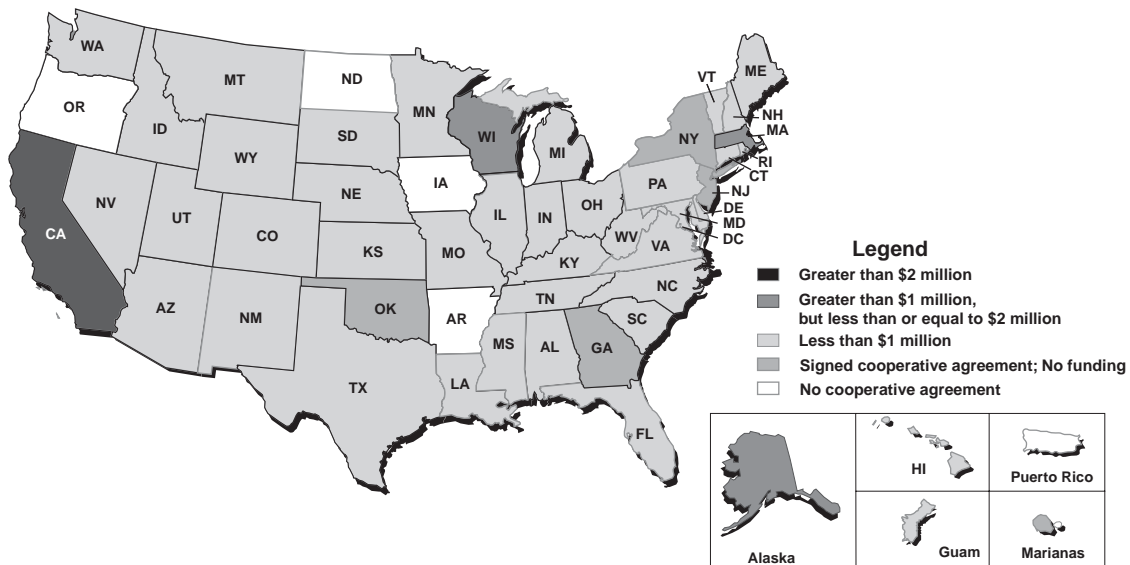 WA
MT
ND
MN
OR
ID
WY
SD
WI
MI
NY
VT
ME
NH
MA
RI
CT
NJ
DE
MD
DC
PA
IA
NE
NV
UT
CO
CA
IL
IN
OH
WV
VA
KS
MO
KY
NC
TN
AZ
NM
OK
AR
SC
MS
AL
GA
LA
TX
FL
Legend
Greater than $2 million
Greater than $1 million,
but less than or equal to $2 million
Less than $1 million
Signed cooperative agreement; No funding
No cooperative agreement
HI
Puerto Rico
Alaska
Guam
Marianas